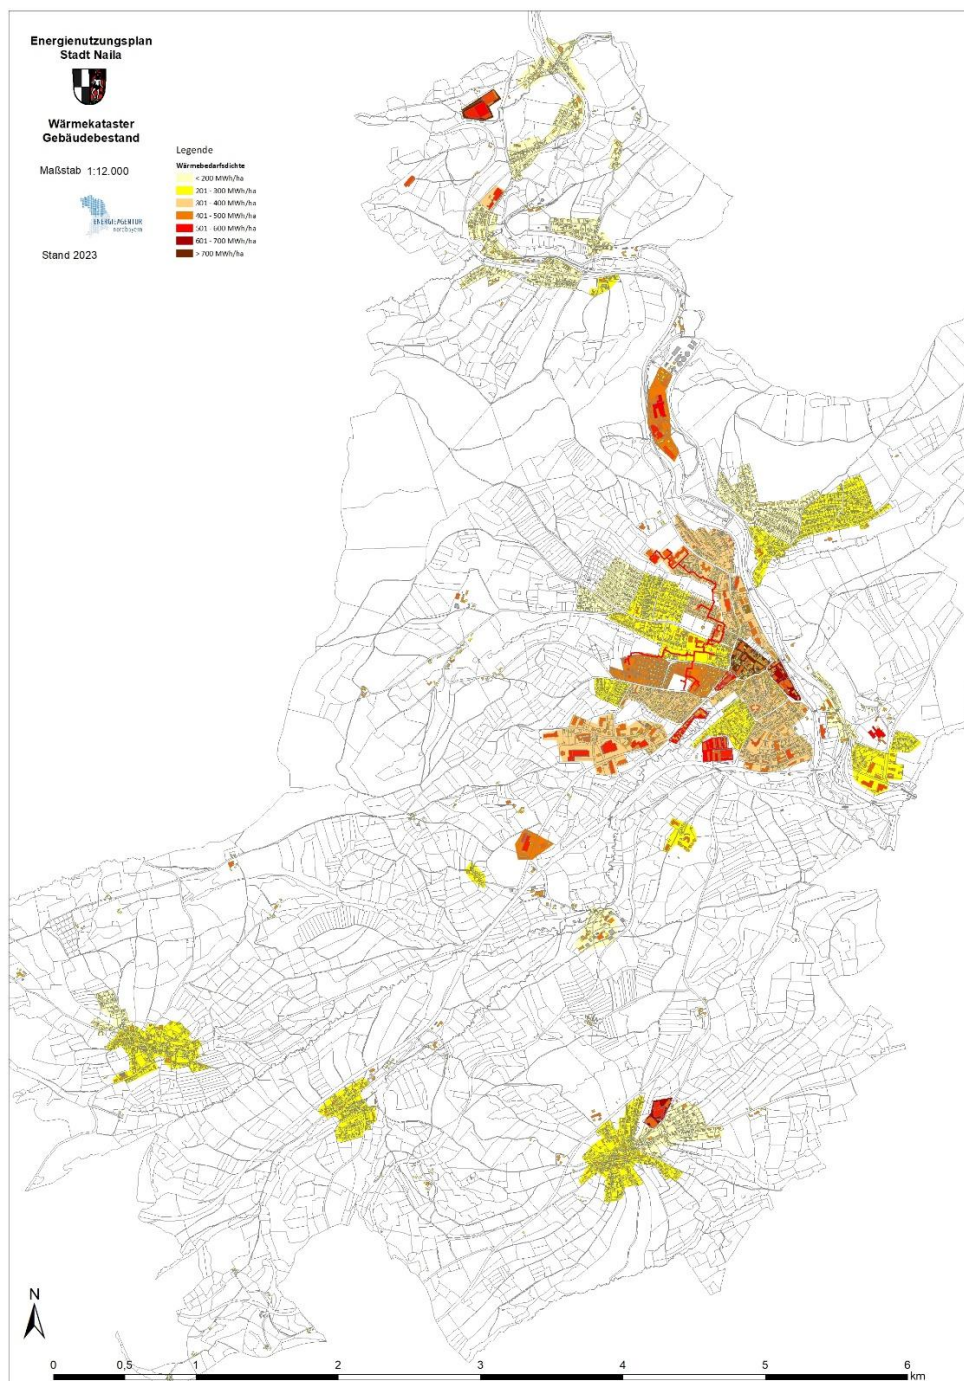 Energienutzungsplan
Stadt Naila
Wärmekataster
Gebäudebestand
Maßstab 1:12.000
ENERGIEAGENTUR
nordbayern
Stand 2023
Legende
Wärmebedarfsdichte
< 200 MWh/ha
201 - 300 MWh/ha
301 - 400 MWh/ha
401 - 500 MWh/ha
501 - 600 MWh/ha
601 - 700 MWh/ha
> 700 MWh/ha
N
0 0,5 1 2 3 4 5 6
km